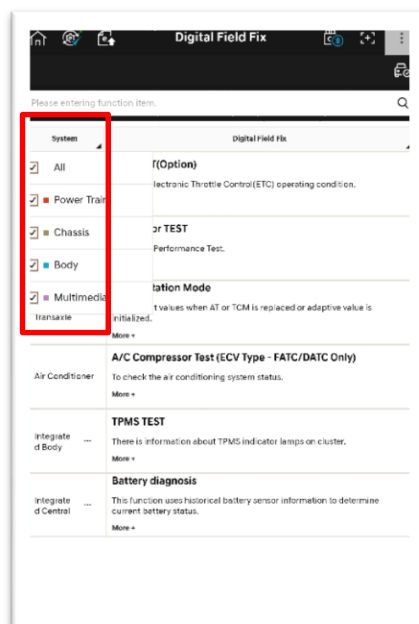 Digital Field Fix
Please entering function item.
System
Digital Field Fix
All
Power Train
Chassis
Body
Multimedia
T(Option)
lectronic Throttle Control(ETC) operating condition.
or TEST
Performance Test.
tation Mode
t values when AT or TCM is replaced or adaptive value is
Transaxle
initialized.
More +
A/C Compressor Test (ECV Type - FATC/DATC Only)
Air Conditioner
To check the air conditioning system status.
More +
TPMS TEST
Integrate ...
d Body
There is information about TPMS indicator lamps on cluster.
More +
Battery diagnosis
Integrate ...
d Central
This function uses historical battery sensor information to determine
current battery status.
More +